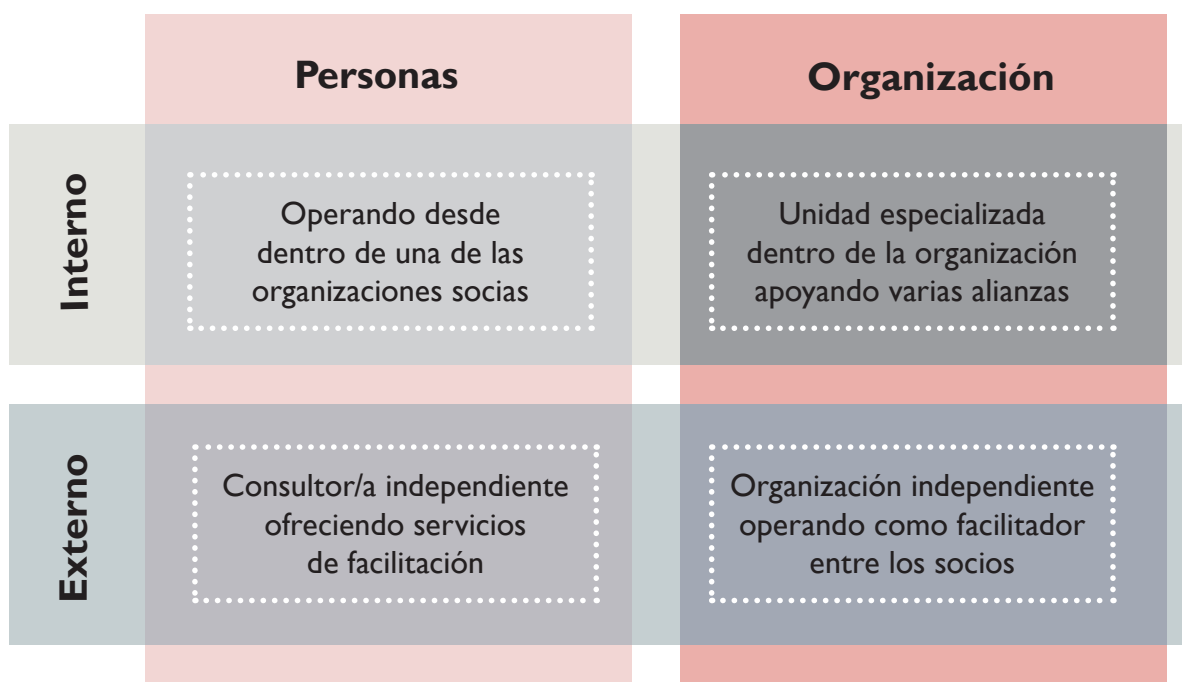 Personas
Organización
Interno
Operando desde
dentro de una de las
organizaciones socias
Unidad especializada
dentro de la organización
apoyando varias alianzas
Externo
Consultor/a independiente
ofreciendo servicios
de facilitación
Organización independiente
operando como facilitador
entre los socios